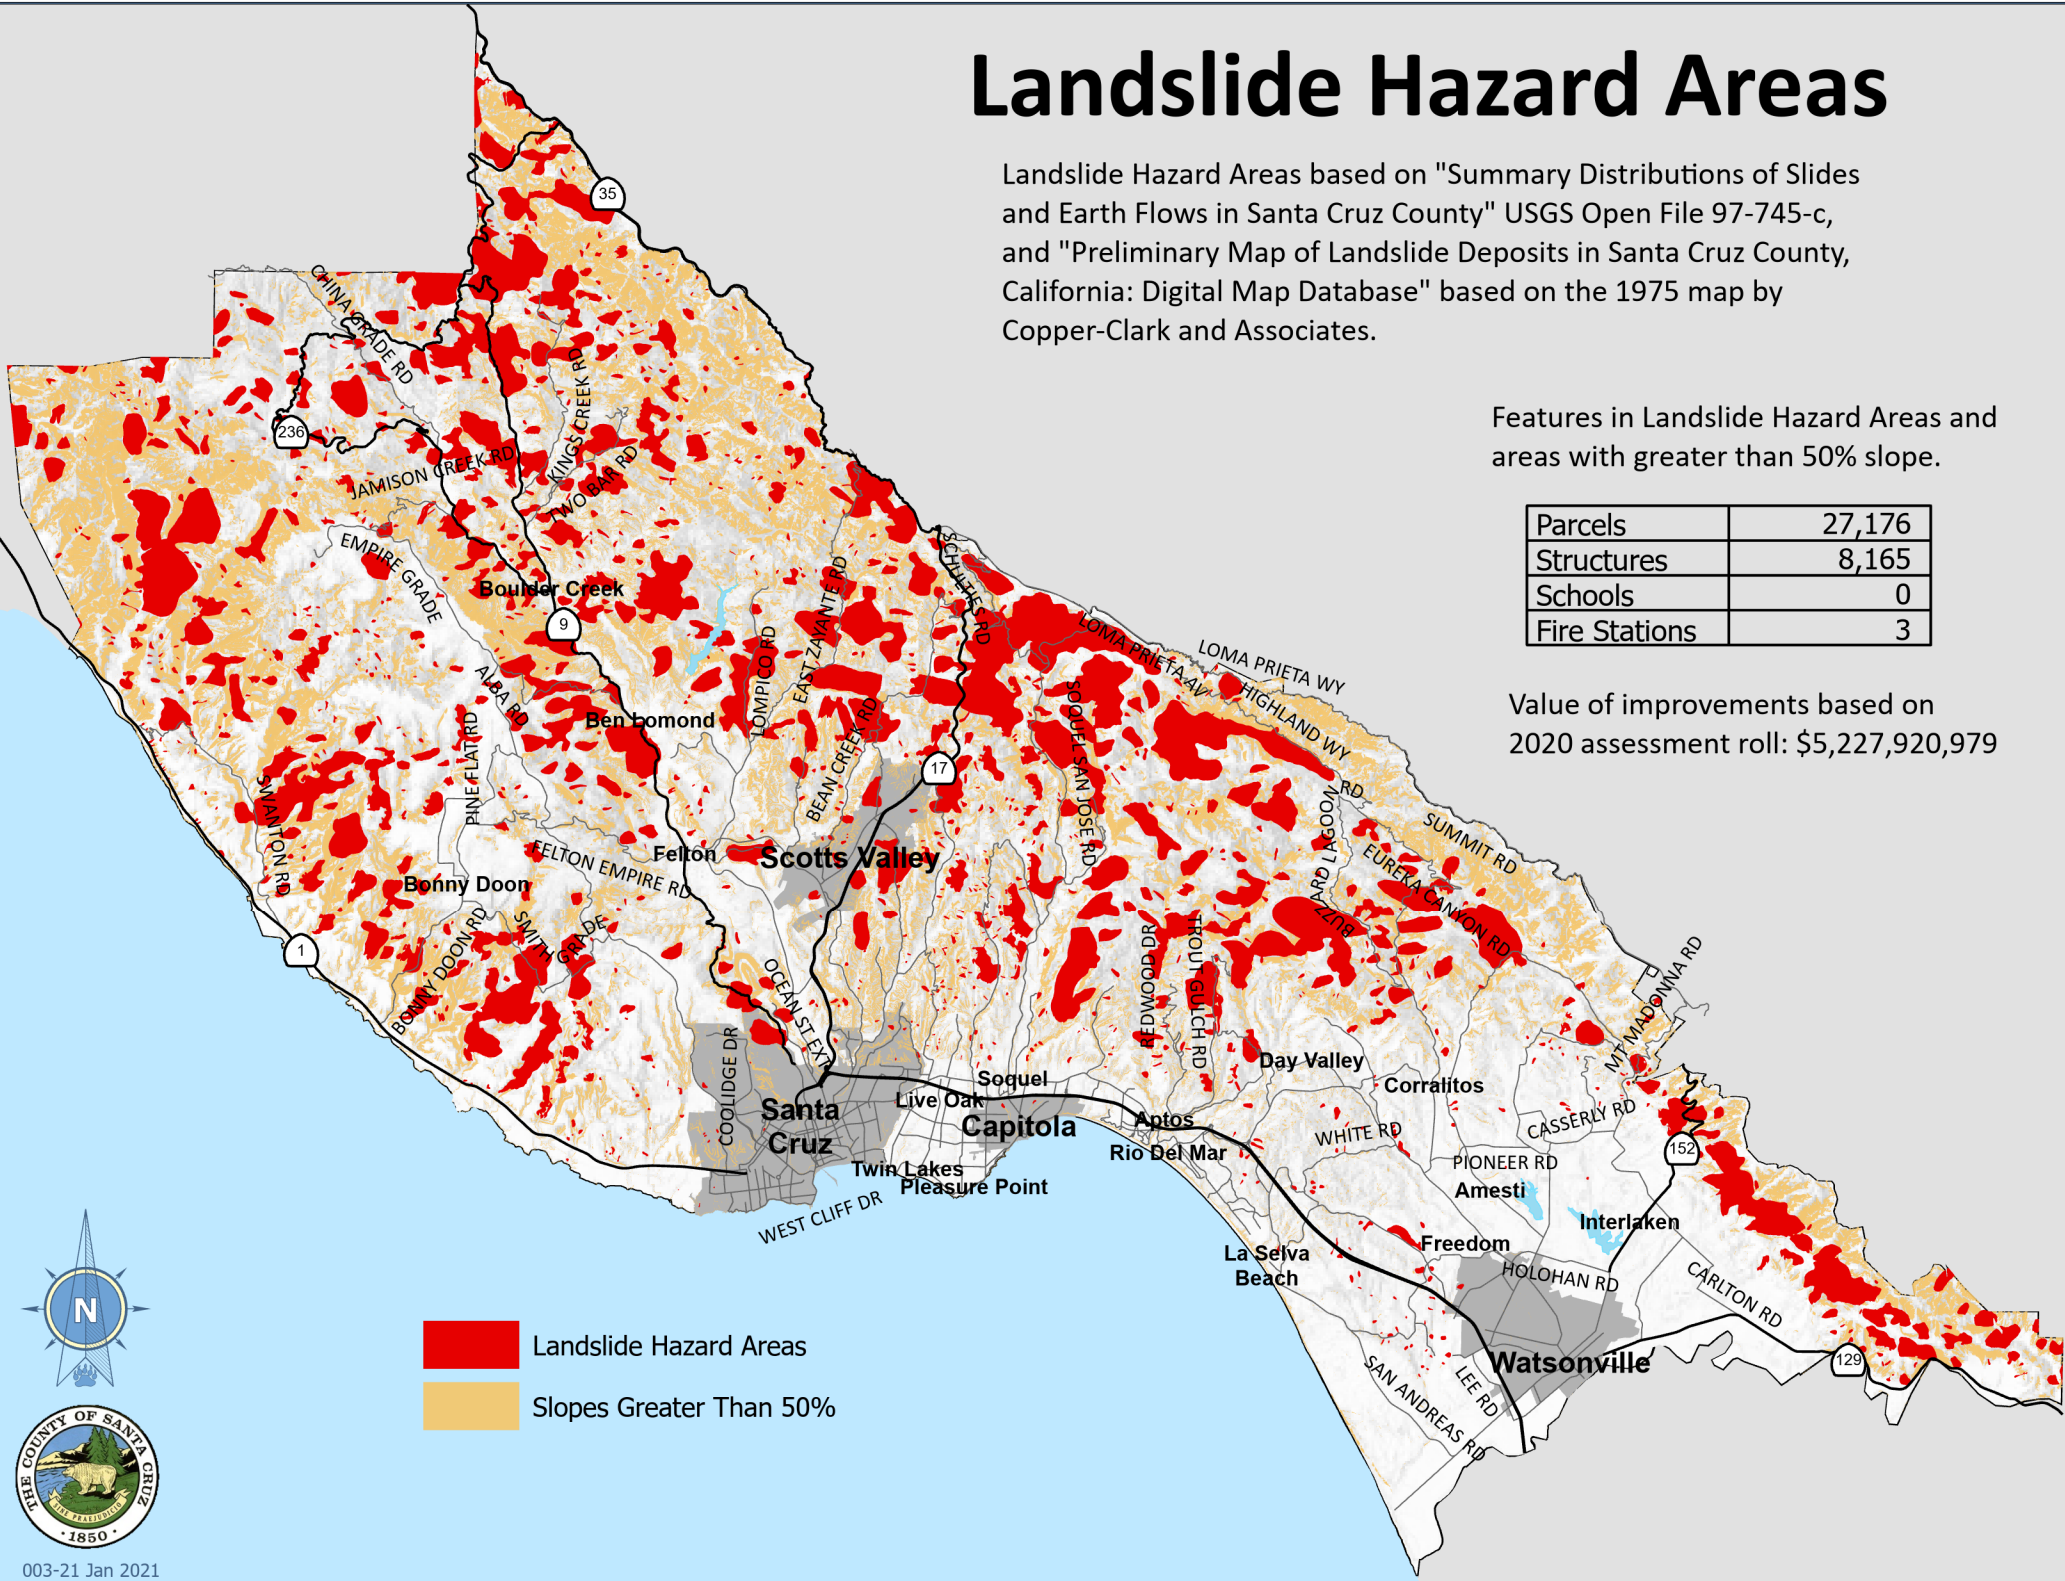 Landslide Hazard Areas
Landslide Hazard Areas based on "Summary Distributions of Slides
and Earth Flows in Santa Cruz County" USGS Open File 97-745-c,
and "Preliminary Map of Landslide Deposits in Santa Cruz County,
California: Digital Map Database" based on the 1975 map by
Copper-Clark and Associates.
Features in Landslide Hazard Areas and
areas with greater than 50% slope.
Parcels 27,176
Structures 8,165
Schools 0
Fire Stations 3
Value of improvements based on
2020 assessment roll: $5,227,920,979
35
CHINA GRADE RD
236
KINGS CREEK RD
JAMISON CREEK RD
TWO BAR RD
EMPIRE GRADE
Boulder Creek
9
SCHULTIES RD
EAST ZAYANTE RD
LOMPICO RD
LOMA PRIETA AV
LOMA PRIETA WY
HIGHLAND WY
ALBA RD
Ben Lomond
PINE FLAT RD
BEAN CREEK RD
SOQUEL SAN JOSE RD
17
SWANTON RD
RD
SUMMIT RD
EUREKA CANYON RD
BUZZARD LAGOON
FELTON EMPIRE RD
Felton
Scotts Valley
Bonny Doon
BONNY DOON RD
SMITH GRADE
1
OCEAN ST EXT
REDWOOD DR
TROUT GULCH RD
MT MADONNA RD
COOLIDGE DR
Day Valley
Corralitos
Soquel
Live Oak
Santa
Cruz
Capitola
Aptos
Rio Del Mar
WHITE RD
CASSERLY RD
152
PIONEER RD
Amesti
Twin Lakes
Pleasure Point
WEST CLIFF DR
Interlaken
Freedom
La Selva
Beach
HOLOHAN RD
CARLTON RD
Watsonville
129
LEE RD
SAN ANDREAS RD
N
Landslide Hazard Areas
Slopes Greater Than 50%
THE COUNTY OF SANTA CRUZ
SINE PRAEJUDICIO
· 1850 ·
003-21 Jan 2021